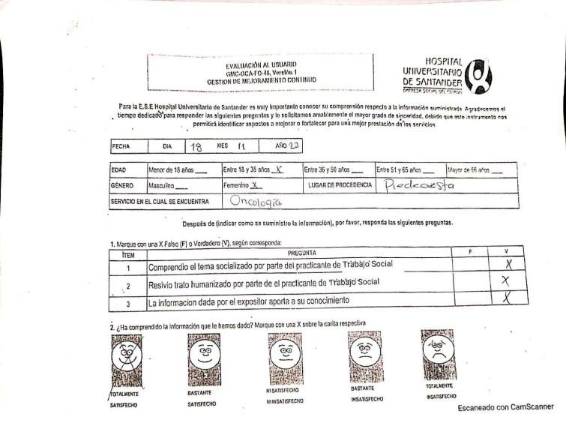 EVALUACIÓN AL USUARIO
GMC-GCA-FO-46, Versión 1
GESTION DE MEJORAMIENTO CONTINUO
HOSPITAL
UNIVERSITARIO
DE SANTANDER
EMPRESA SOCIAL DEL ESTADO
Para la E.S.E Hospital Universitario de Santander es muy importante conocer su comprensión respecto a la información suministrada. Agradecemos el
tiempo dedicado para responder las siguientes preguntas y le solicitamos amablemente el mayor grado de sinceridad, debido que este instrumento nos
permitirá identificar aspectos a mejorar o fortalecer para una mejor prestación de los servicios
FECHA DIA 18 MES 11 AÑO 22
EDAD Menor de 18 años ___ Entre 18 y 35 años X Entre 36 y 50 años ___ Entre 51 y 65 años ___ Mayor de 65 años ___
GÉNERO Masculino ___ Femenino X LUGAR DE PROCEDENCIA Piedecuesta
SERVICIO EN EL CUAL SE ENCUENTRA Oncología
Después de (indicar como se suministro la información), por favor, responda las siguientes preguntas.
1. Marque con una X Falso (F) o Verdadero (V), según corresponda:
ÍTEM PREGUNTA F V
1 Comprendio el tema socializado por parte del practicante de Trabajo Social X
2 Resivio trato humanizado por parte de el practicante de Trabajo Social X
3 La informacion dada por el expositor aporta a su conocimiento X
2. ¿Ha comprendido la información que le hemos dado? Marque con una X sobre la carita respectiva
TOTALMENTE SATISFECHO
BASTANTE SATISFECHO
NI SATISFECHO NI INSATISFECHO
BASTANTE INSATISFECHO
TOTALMENTE INSATISFECHO
Escaneado con CamScanner